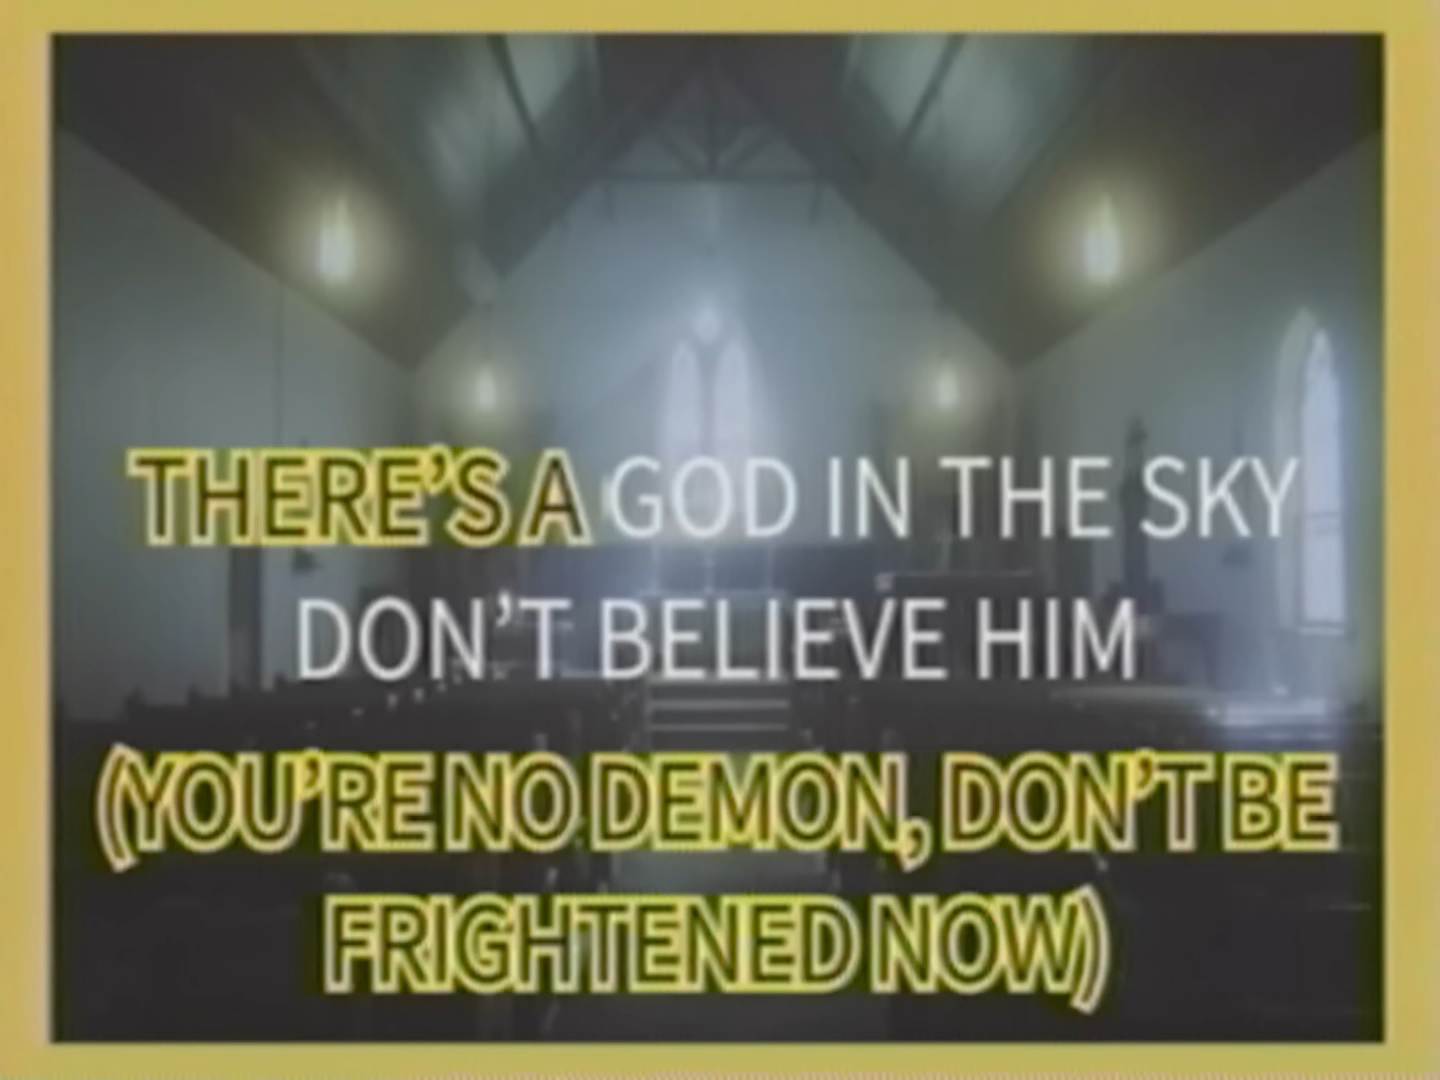 THERE'S A GOD IN THE SKY
DON'T BELIEVE HIM
(YOU'RE NO DEMON, DON'T BE
FRIGHTENED NOW)